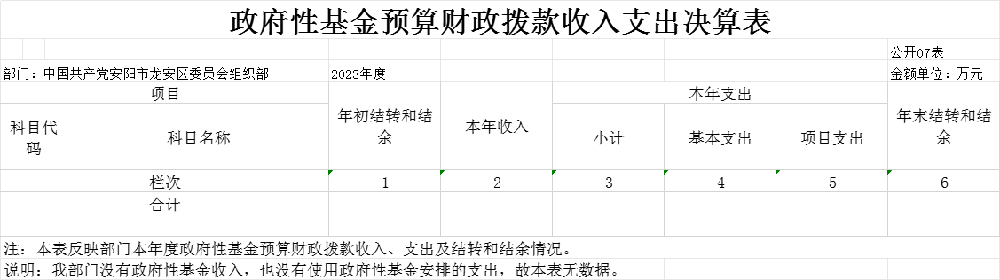 政府性基金预算财政拨款收入支出决算表
公开07表
部门：中国共产党安阳市龙安区委员会组织部 2023年度 金额单位：万元
项目 年初结转和结余 本年收入 本年支出 年末结转和结余
科目代码 科目名称 小计 基本支出 项目支出
栏次 1 2 3 4 5 6
合计
注：本表反映部门本年度政府性基金预算财政拨款收入、支出及结转和结余情况。
说明：我部门没有政府性基金收入，也没有使用政府性基金安排的支出，故本表无数据。